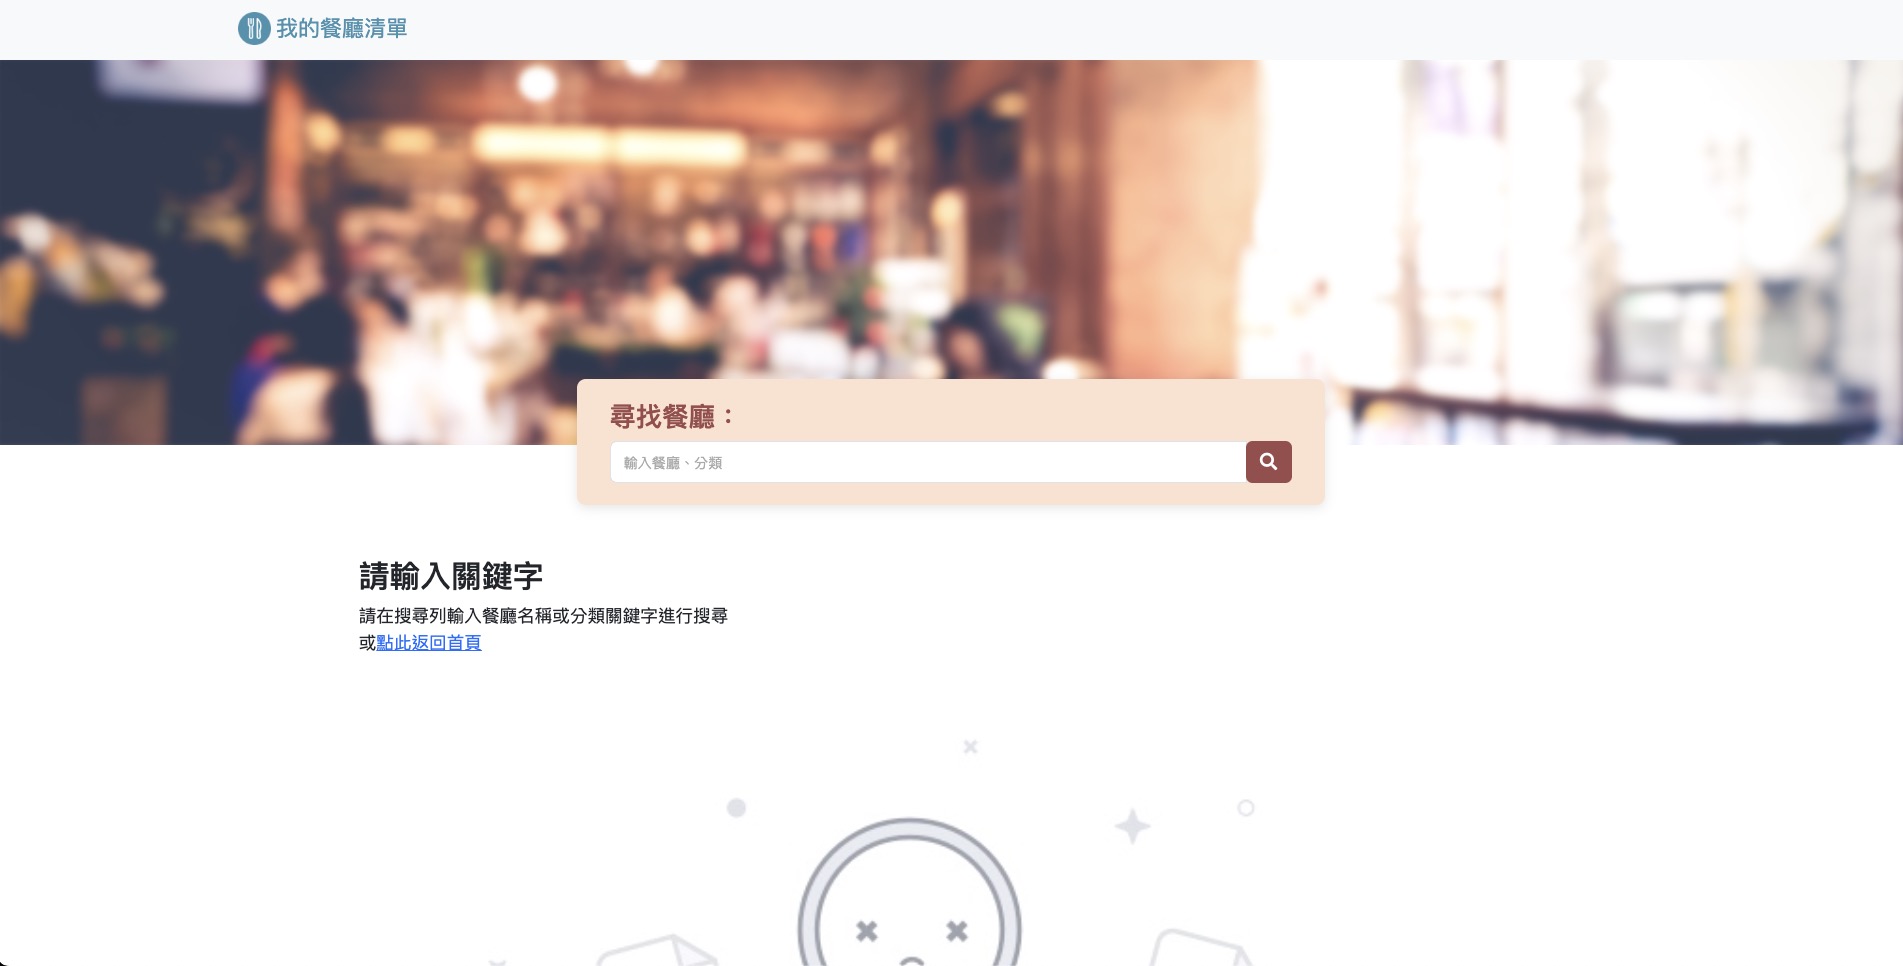 我的餐廳清單
尋找餐廳：
輸入餐廳、分類
請輸入關鍵字
請在搜尋列輸入餐廳名稱或分類關鍵字進行搜尋
或點此返回首頁